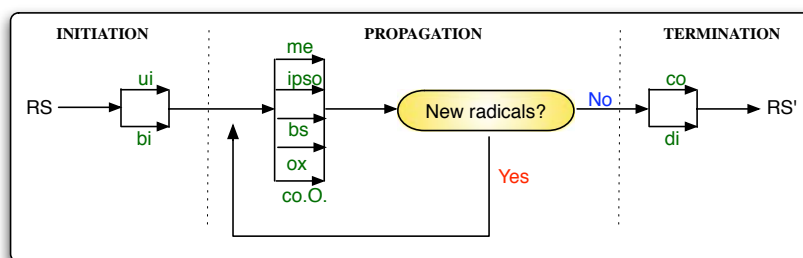 INITIATION
PROPAGATION
TERMINATION
RS
ui
bi
me
ipso
bs
ox
co.O.
New radicals?
Yes
No
co
di
RS'